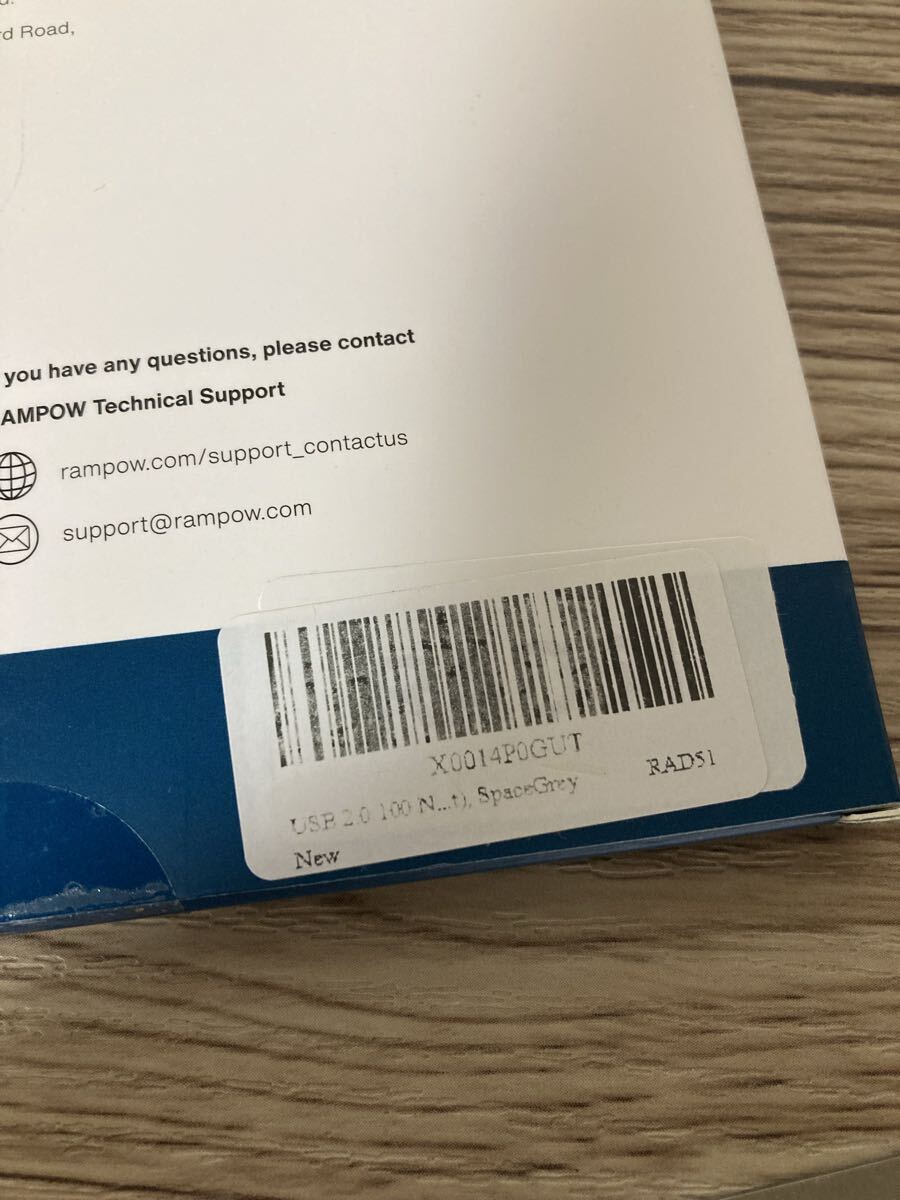 rd Road,
you have any questions, please contact
AMPOW Technical Support
rampow.com/support_contactus
support@rampow.com
X0014P0GUT
USB 2.0 100 N...t), SpaceGrey
RAD51
New